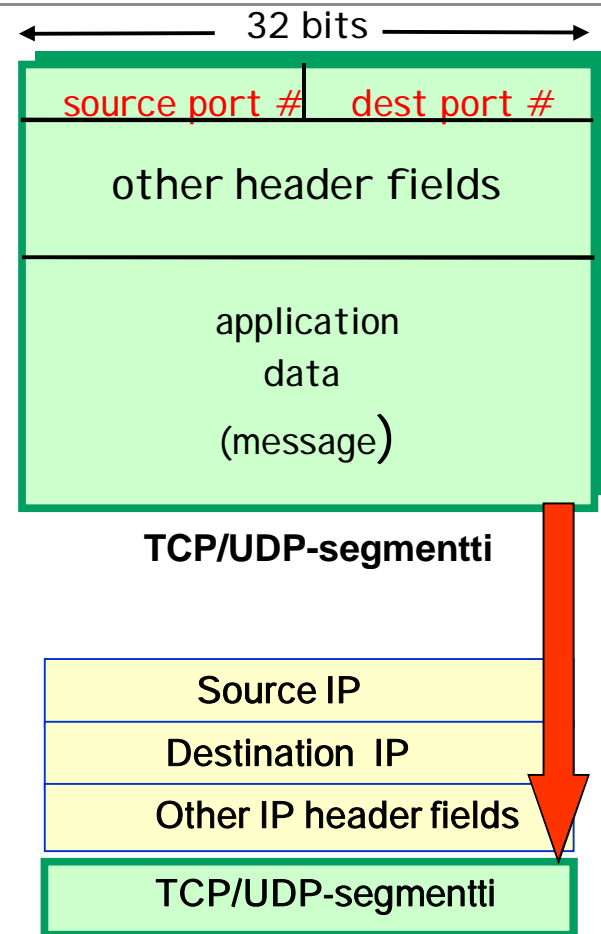 32 bits
source port # dest port #
other header fields
application
data
(message)
TCP/UDP-segmentti
Source IP
Destination IP
Other IP header fields
TCP/UDP-segmentti